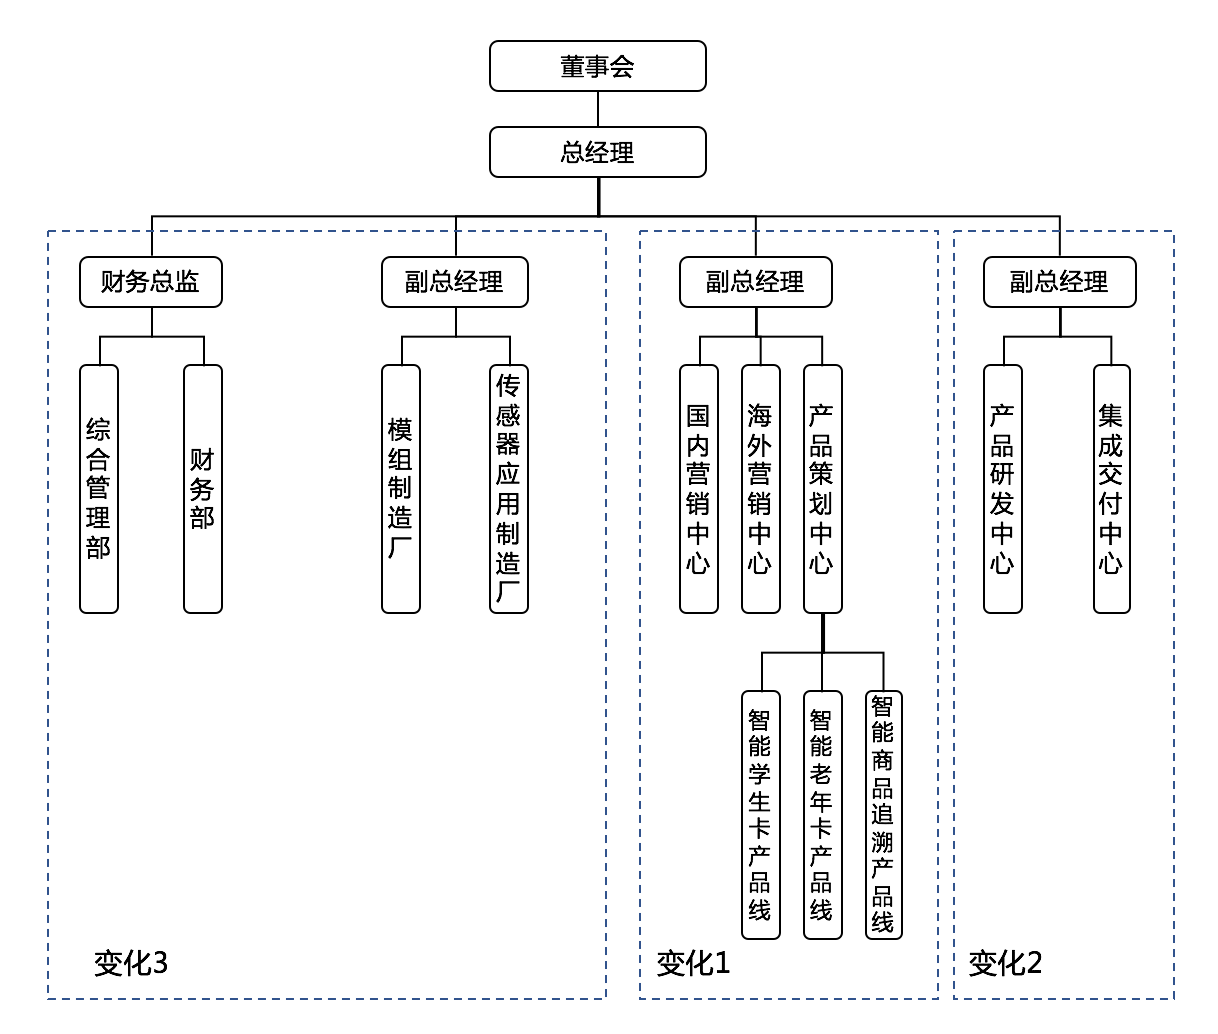 董事会
总经理
财务总监
副总经理
副总经理
副总经理
综合管理部
财务部
模组制造厂
传感器应用制造厂
国内营销中心
海外营销中心
产品策划中心
产品研发中心
集成交付中心
智能学生卡产品线
智能老年卡产品线
智能商品追溯产品线
变化3
变化1
变化2